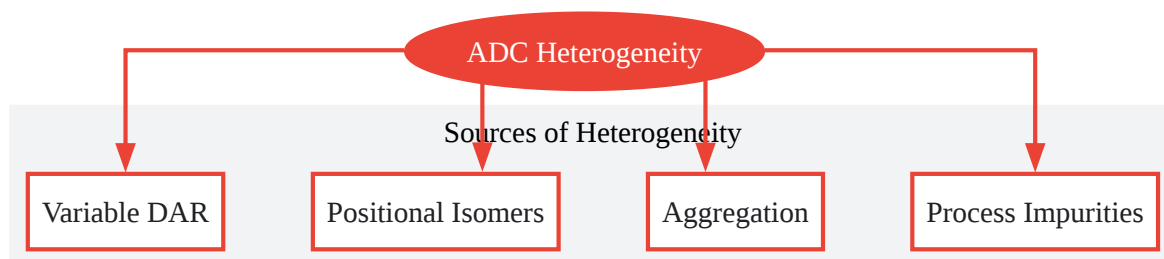 ADC Heterogeneity
Sources of Heterogeneity
Variable DAR
Positional Isomers
Aggregation
Process Impurities